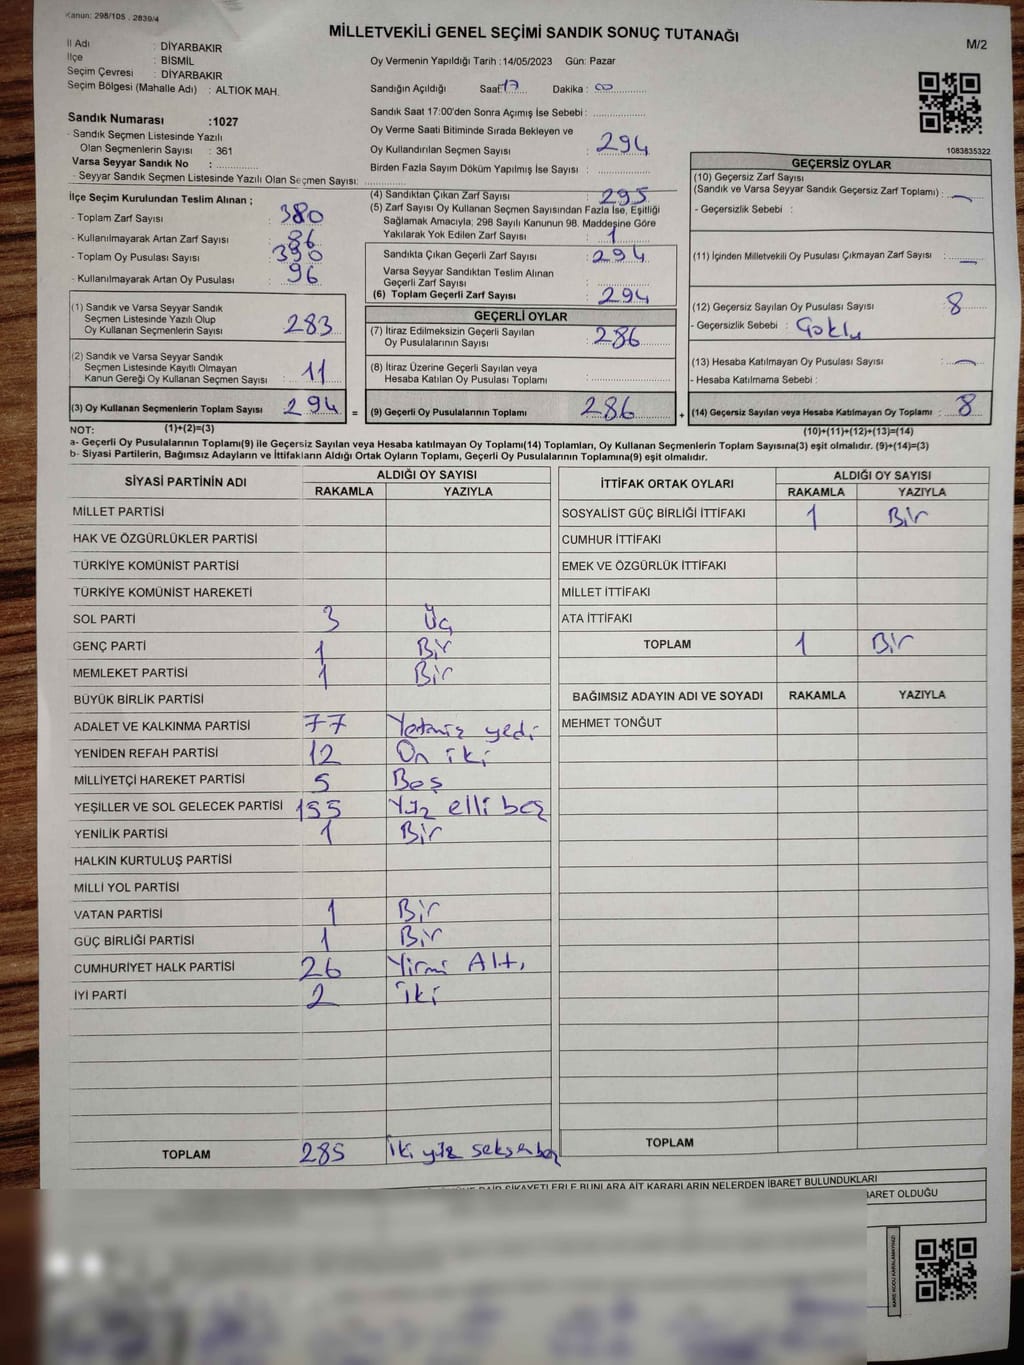 Kanun: 298/105 . 2839/4
MİLLETVEKİLİ GENEL SEÇİMİ SANDIK SONUÇ TUTANAĞI
M/2
İl Adı : DİYARBAKIR
İlçe : BİSMİL
Seçim Çevresi : DİYARBAKIR
Seçim Bölgesi (Mahalle Adı) : ALTIOK MAH.
Oy Vermenin Yapıldığı Tarih : 14/05/2023 Gün: Pazar
Sandığın Açıldığı Saat 17 Dakika : 00
Sandık Saat 17:00'den Sonra Açımış İse Sebebi :
Oy Verme Saati Bitiminde Sırada Bekleyen ve
Oy Kullandırılan Seçmen Sayısı : 294
Birden Fazla Sayım Döküm Yapılmış İse Sayısı :
Sandık Numarası :1027
- Sandık Seçmen Listesinde Yazılı
Olan Seçmenlerin Sayısı : 361
Varsa Seyyar Sandık No :
- Seyyar Sandık Seçmen Listesinde Yazılı Olan Seçmen Sayısı:
1083835322
İlçe Seçim Kurulundan Teslim Alınan ;
- Toplam Zarf Sayısı : 380
- Kullanılmayarak Artan Zarf Sayısı : 86
- Toplam Oy Pusulası Sayısı : 390
- Kullanılmayarak Artan Oy Pusulası : 96
(1) Sandık ve Varsa Seyyar Sandık
Seçmen Listesinde Yazılı Olup
Oy Kullanan Seçmenlerin Sayısı : 283
(2) Sandık ve Varsa Seyyar Sandık
Seçmen Listesinde Kayıtlı Olmayan
Kanun Gereği Oy Kullanan Seçmen Sayısı : 11
(3) Oy Kullanan Seçmenlerin Toplam Sayısı : 294 =
(4) Sandıktan Çıkan Zarf Sayısı : 295
(5) Zarf Sayısı Oy Kullanan Seçmen Sayısından Fazla İse, Eşitliği
Sağlamak Amacıyla; 298 Sayılı Kanunun 98. Maddesine Göre
Yakılarak Yok Edilen Zarf Sayısı : 1
Sandıkta Çıkan Geçerli Zarf Sayısı : 294
Varsa Seyyar Sandıktan Teslim Alınan
Geçerli Zarf Sayısı :
(6) Toplam Geçerli Zarf Sayısı : 294
GEÇERLİ OYLAR
(7) İtiraz Edilmeksizin Geçerli Sayılan
Oy Pusulalarının Sayısı : 286
(8) İtiraz Üzerine Geçerli Sayılan veya
Hesaba Katılan Oy Pusulası Toplamı :
(9) Geçerli Oy Pusulalarının Toplamı : 286 +
GEÇERSİZ OYLAR
(10) Geçersiz Zarf Sayısı
(Sandık ve Varsa Seyyar Sandık Geçersiz Zarf Toplamı) : —
- Geçersizlik Sebebi :
(11) İçinden Milletvekili Oy Pusulası Çıkmayan Zarf Sayısı : —
(12) Geçersiz Sayılan Oy Pusulası Sayısı : 8
- Geçersizlik Sebebi : Çoklu
(13) Hesaba Katılmayan Oy Pusulası Sayısı : —
- Hesaba Katılmama Sebebi :
(14) Geçersiz Sayılan veya Hesaba Katılmayan Oy Toplamı : 8
NOT: (1)+(2)=(3)
(10)+(11)+(12)+(13)=(14)
a- Geçerli Oy Pusulalarının Toplamı(9) ile Geçersiz Sayılan veya Hesaba katılmayan Oy Toplamı(14) Toplamları, Oy Kullanan Seçmenlerin Toplam Sayısına(3) eşit olmalıdır. (9)+(14)=(3)
b- Siyasi Partilerin, Bağımsız Adayların ve İttifakların Aldığı Ortak Oyların Toplamı, Geçerli Oy Pusulalarının Toplamına(9) eşit olmalıdır.
SİYASİ PARTİNİN ADI
ALDIĞI OY SAYISI
RAKAMLA YAZIYLA
MİLLET PARTİSİ
HAK VE ÖZGÜRLÜKLER PARTİSİ
TÜRKİYE KOMÜNİST PARTİSİ
TÜRKİYE KOMÜNİST HAREKETİ
SOL PARTİ 3 Üç
GENÇ PARTİ 1 Bir
MEMLEKET PARTİSİ 1 Bir
BÜYÜK BİRLİK PARTİSİ
ADALET VE KALKINMA PARTİSİ 77 Yetmiş yedi
YENİDEN REFAH PARTİSİ 12 On iki
MİLLİYETÇİ HAREKET PARTİSİ 5 Beş
YEŞİLLER VE SOL GELECEK PARTİSİ 155 Yüz elli beş
YENİLİK PARTİSİ 1 Bir
HALKIN KURTULUŞ PARTİSİ
MİLLİ YOL PARTİSİ
VATAN PARTİSİ 1 Bir
GÜÇ BİRLİĞİ PARTİSİ 1 Bir
CUMHURİYET HALK PARTİSİ 26 Yirmi Altı
İYİ PARTİ 2 İki
TOPLAM 285 İki yüz seksen beş
İTTİFAK ORTAK OYLARI
ALDIĞI OY SAYISI
RAKAMLA YAZIYLA
SOSYALİST GÜÇ BİRLİĞİ İTTİFAKI 1 Bir
CUMHUR İTTİFAKI
EMEK VE ÖZGÜRLÜK İTTİFAKI
MİLLET İTTİFAKI
ATA İTTİFAKI
TOPLAM 1 Bir
BAĞIMSIZ ADAYIN ADI VE SOYADI RAKAMLA YAZIYLA
MEHMET TONĞUT
TOPLAM
ŞİKAYETLERLE BUNLARA AİT KARARLARIN NELERDEN İBARET BULUNDUKLARI
BARET OLDUĞU
KARE KODU KARALAMAYINIZ!